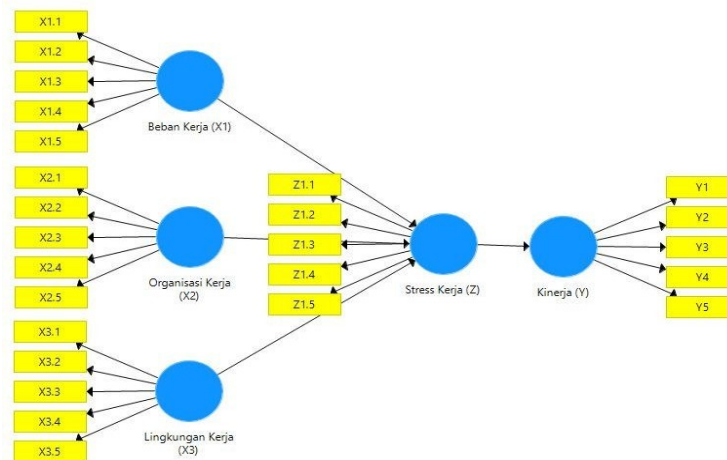 X1.1
X1.2
X1.3
X1.4
X1.5
Beban Kerja (X1)
X2.1
X2.2
X2.3
X2.4
X2.5
Organisasi Kerja
(X2)
X3.1
X3.2
X3.3
X3.4
X3.5
Lingkungan Kerja
(X3)
Z1.1
Z1.2
Z1.3
Z1.4
Z1.5
Stress Kerja (Z)
Kinerja (Y)
Y1
Y2
Y3
Y4
Y5